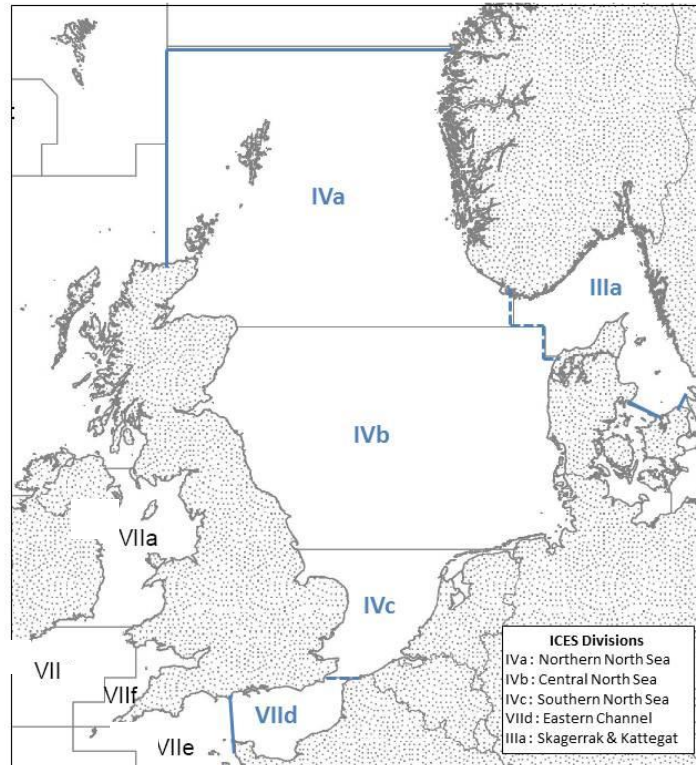 IVa
IIIa
IVb
VIIa
IVc
VII
VIIf
VIId
VIIe
ICES Divisions
IVa : Northern North Sea
IVb : Central North Sea
IVc : Southern North Sea
VIId : Eastern Channel
IIIa : Skagerrak & Kattegat